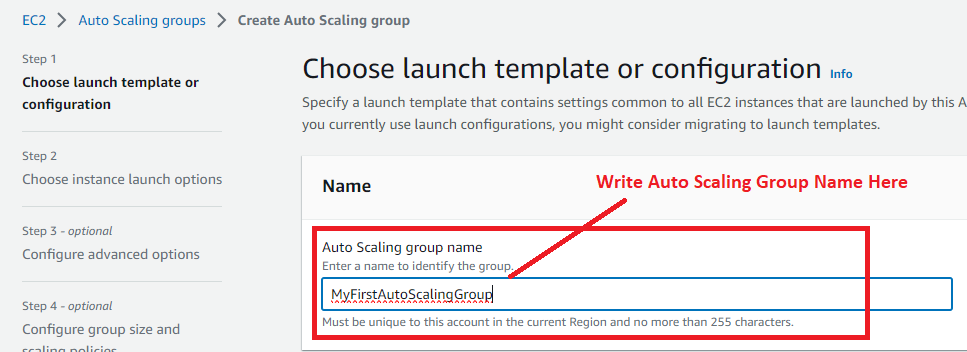 EC2 > Auto Scaling groups > Create Auto Scaling group
Step 1
Choose launch template or
configuration
Step 2
Choose instance launch options
Step 3 - optional
Configure advanced options
Step 4 - optional
Configure group size and
scaling policies
Choose launch template or configuration Info
Specify a launch template that contains settings common to all EC2 instances that are launched by this A
you currently use launch configurations, you might consider migrating to launch templates.
Name
Write Auto Scaling Group Name Here
Auto Scaling group name
Enter a name to identify the group.
MyFirstAutoScalingGroup
Must be unique to this account in the current Region and no more than 255 characters.